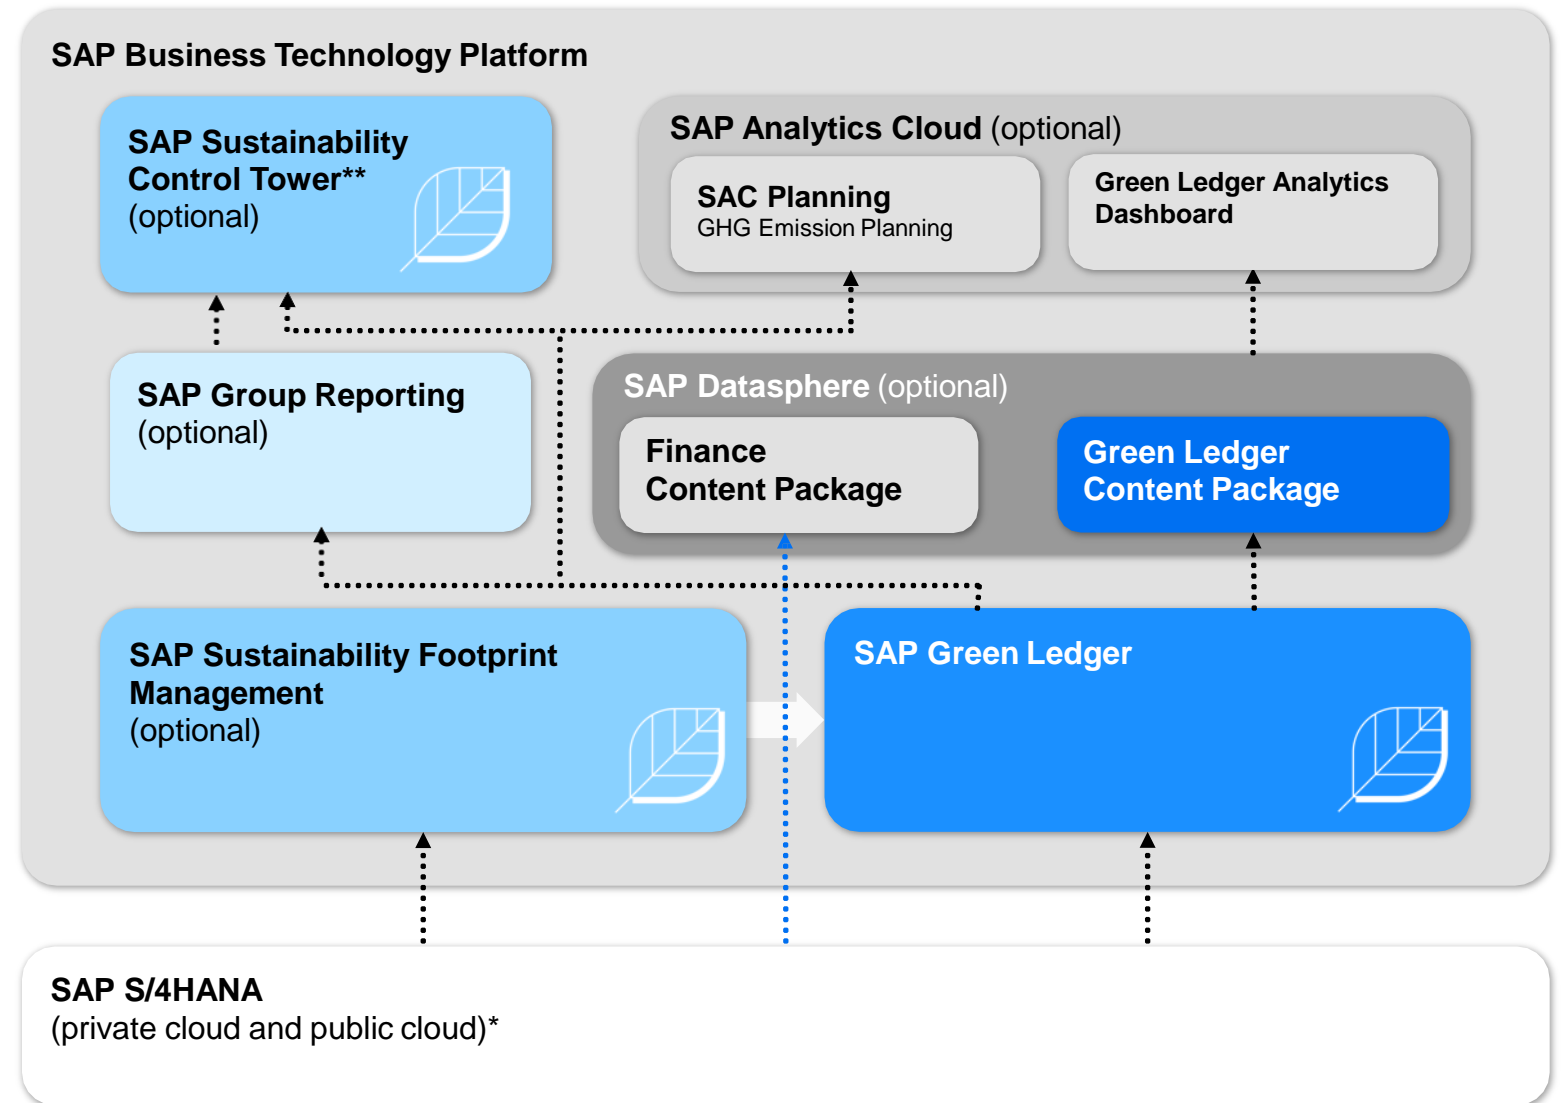 SAP Business Technology Platform
SAP Sustainability
Control Tower**
(optional)
SAP Analytics Cloud (optional)
SAC Planning
GHG Emission Planning
Green Ledger Analytics
Dashboard
SAP Group Reporting
(optional)
SAP Datasphere (optional)
Finance
Content Package
Green Ledger
Content Package
SAP Sustainability Footprint
Management
(optional)
SAP Green Ledger
SAP S/4HANA
(private cloud and public cloud)*